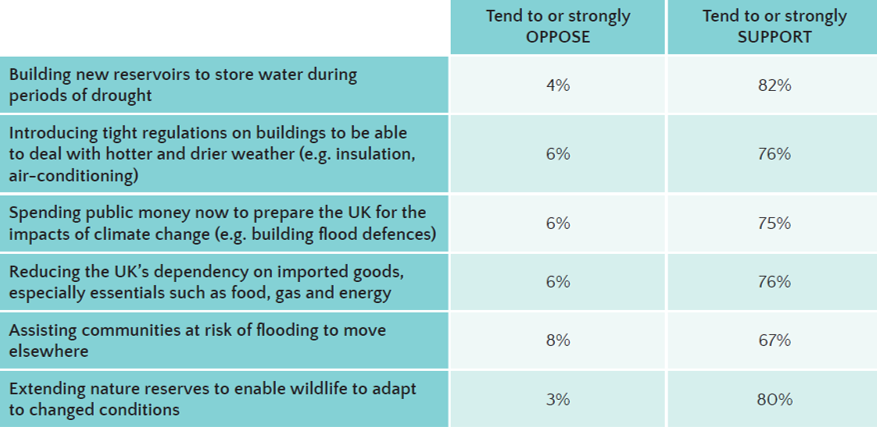 Tend to or strongly
OPPOSE
Tend to or strongly
SUPPORT
Building new reservoirs to store water during
periods of drought
4%
82%
Introducing tight regulations on buildings to be able
to deal with hotter and drier weather (e.g. insulation,
air-conditioning)
6%
76%
Spending public money now to prepare the UK for the
impacts of climate change (e.g. building flood defences)
6%
75%
Reducing the UK's dependency on imported goods,
especially essentials such as food, gas and energy
6%
76%
Assisting communities at risk of flooding to move
elsewhere
8%
67%
Extending nature reserves to enable wildlife to adapt
to changed conditions
3%
80%